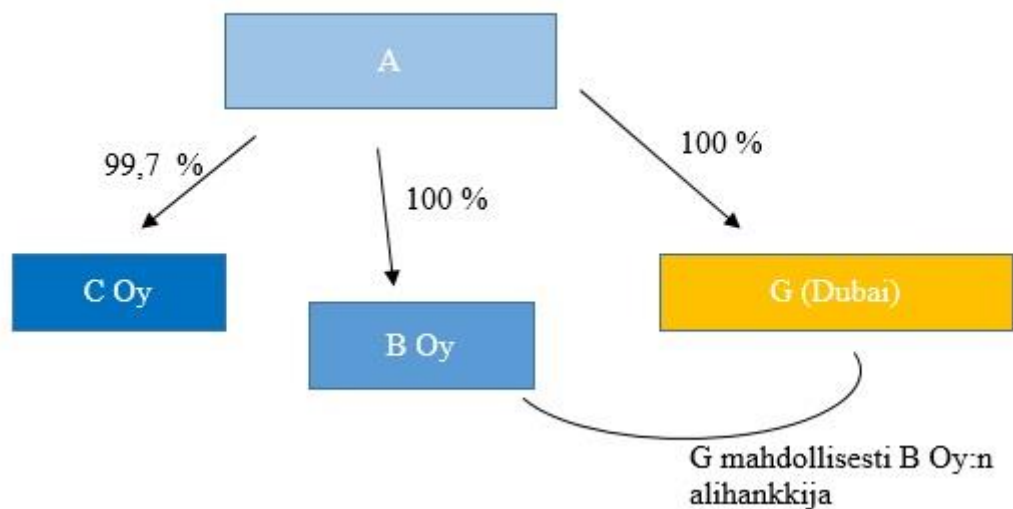 A
99,7 %
100 %
100 %
C Oy
B Oy
G (Dubai)
G mahdollisesti B Oy:n
alihankkija